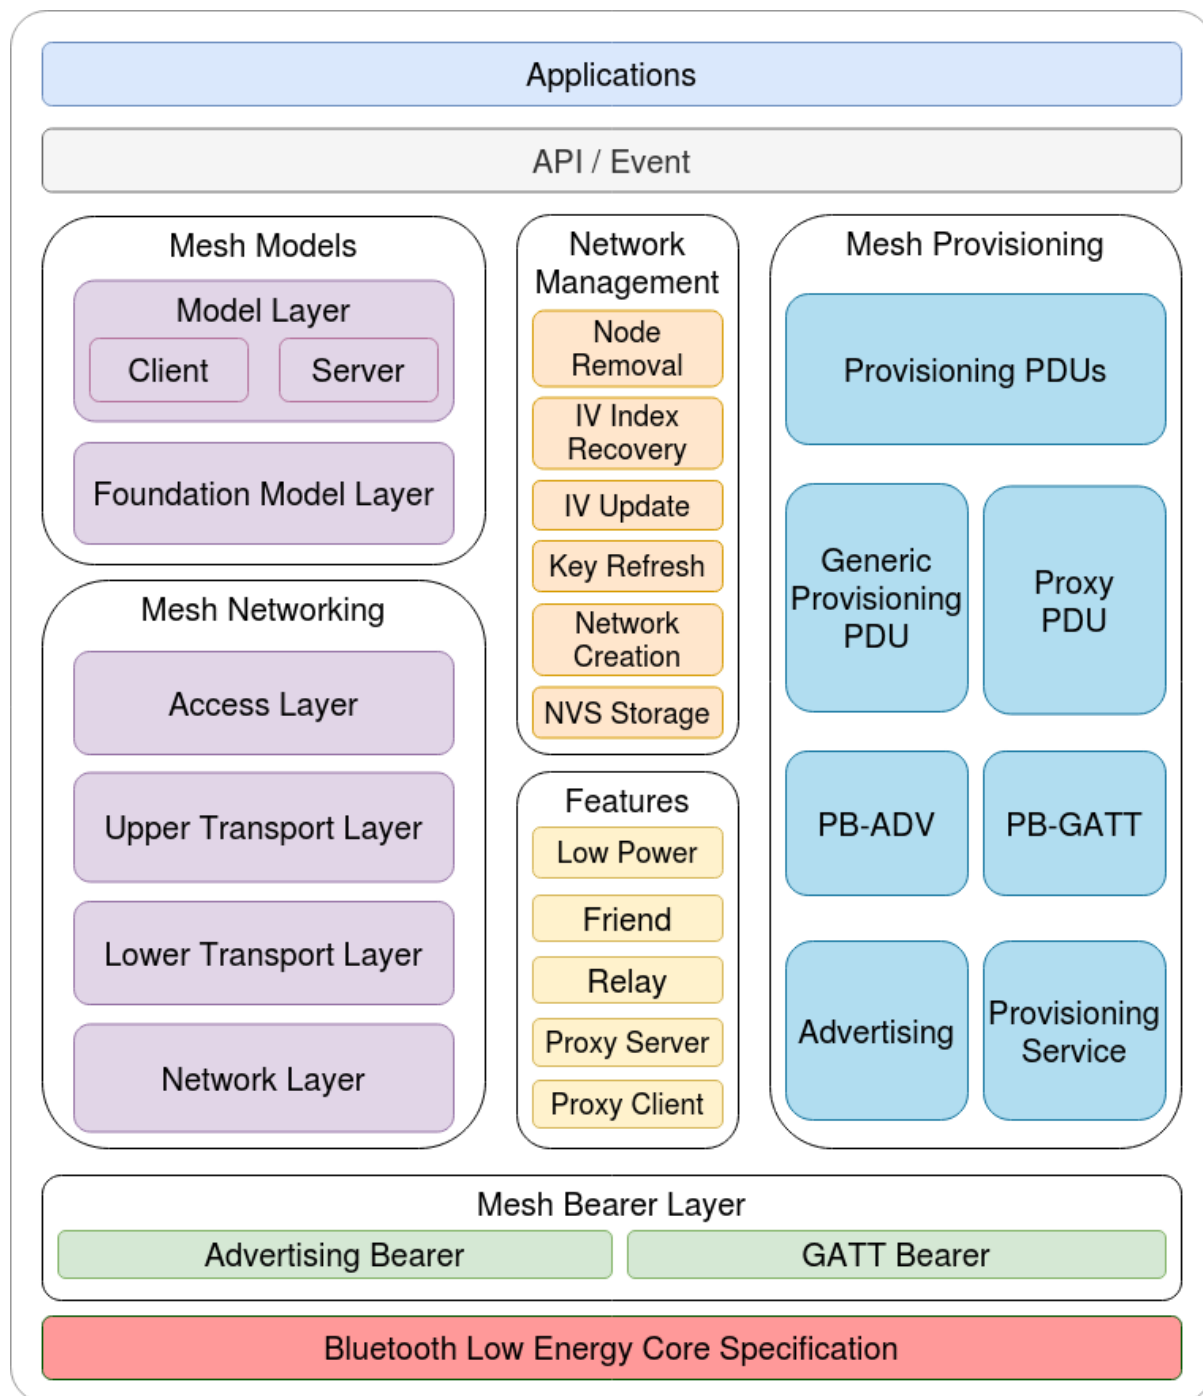 Applications
API / Event
Mesh Models
Model Layer
Client
Server
Foundation Model Layer
Mesh Networking
Access Layer
Upper Transport Layer
Lower Transport Layer
Network Layer
Network
Management
Node
Removal
IV Index
Recovery
IV Update
Key Refresh
Network
Creation
NVS Storage
Features
Low Power
Friend
Relay
Proxy Server
Proxy Client
Mesh Provisioning
Provisioning PDUs
Generic
Provisioning
PDU
Proxy
PDU
PB-ADV
PB-GATT
Advertising
Provisioning
Service
Mesh Bearer Layer
Advertising Bearer
GATT Bearer
Bluetooth Low Energy Core Specification